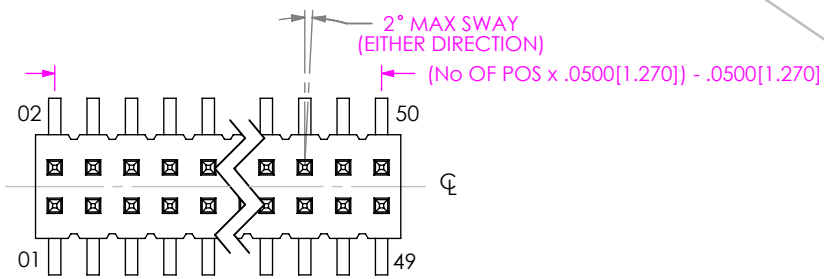 2° MAX SWAY
(EITHER DIRECTION)
(No OF POS x .0500[1.270]) - .0500[1.270]
02
50
℄
01
49